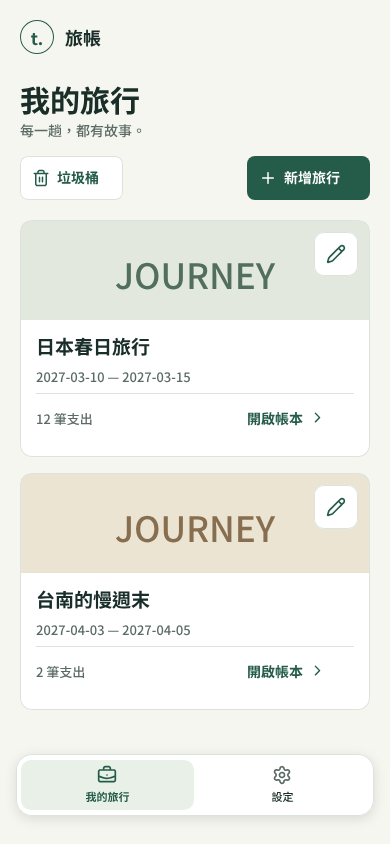 t. 旅帳
我的旅行
每一趟，都有故事。
垃圾桶
新增旅行
JOURNEY
日本春日旅行
2027-03-10 — 2027-03-15
12 筆支出 開啟帳本
JOURNEY
台南的慢週末
2027-04-03 — 2027-04-05
2 筆支出 開啟帳本
我的旅行 設定